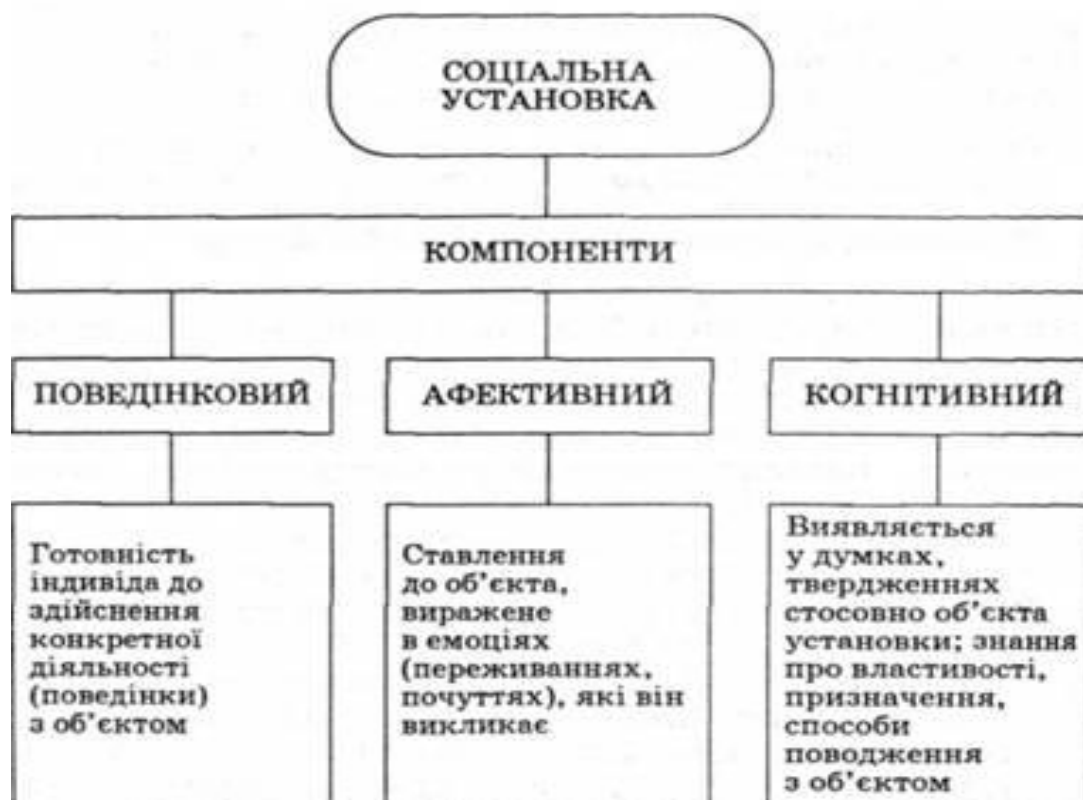 СОЦІАЛЬНА
УСТАНОВКА
КОМПОНЕНТИ
ПОВЕДІНКОВИЙ
Готовність
індивіда до
здійснення
конкретної
діяльності
(поведінки)
з об’єктом
АФЕКТИВНИЙ
Ставлення
до об’єкта,
виражене
в емоціях
(переживаннях,
почуттях), які він
викликає
КОГНІТИВНИЙ
Виявляється
у думках,
твердженнях
стосовно об’єкта
установки; знання
про властивості,
призначення,
способи
поводження
з об’єктом